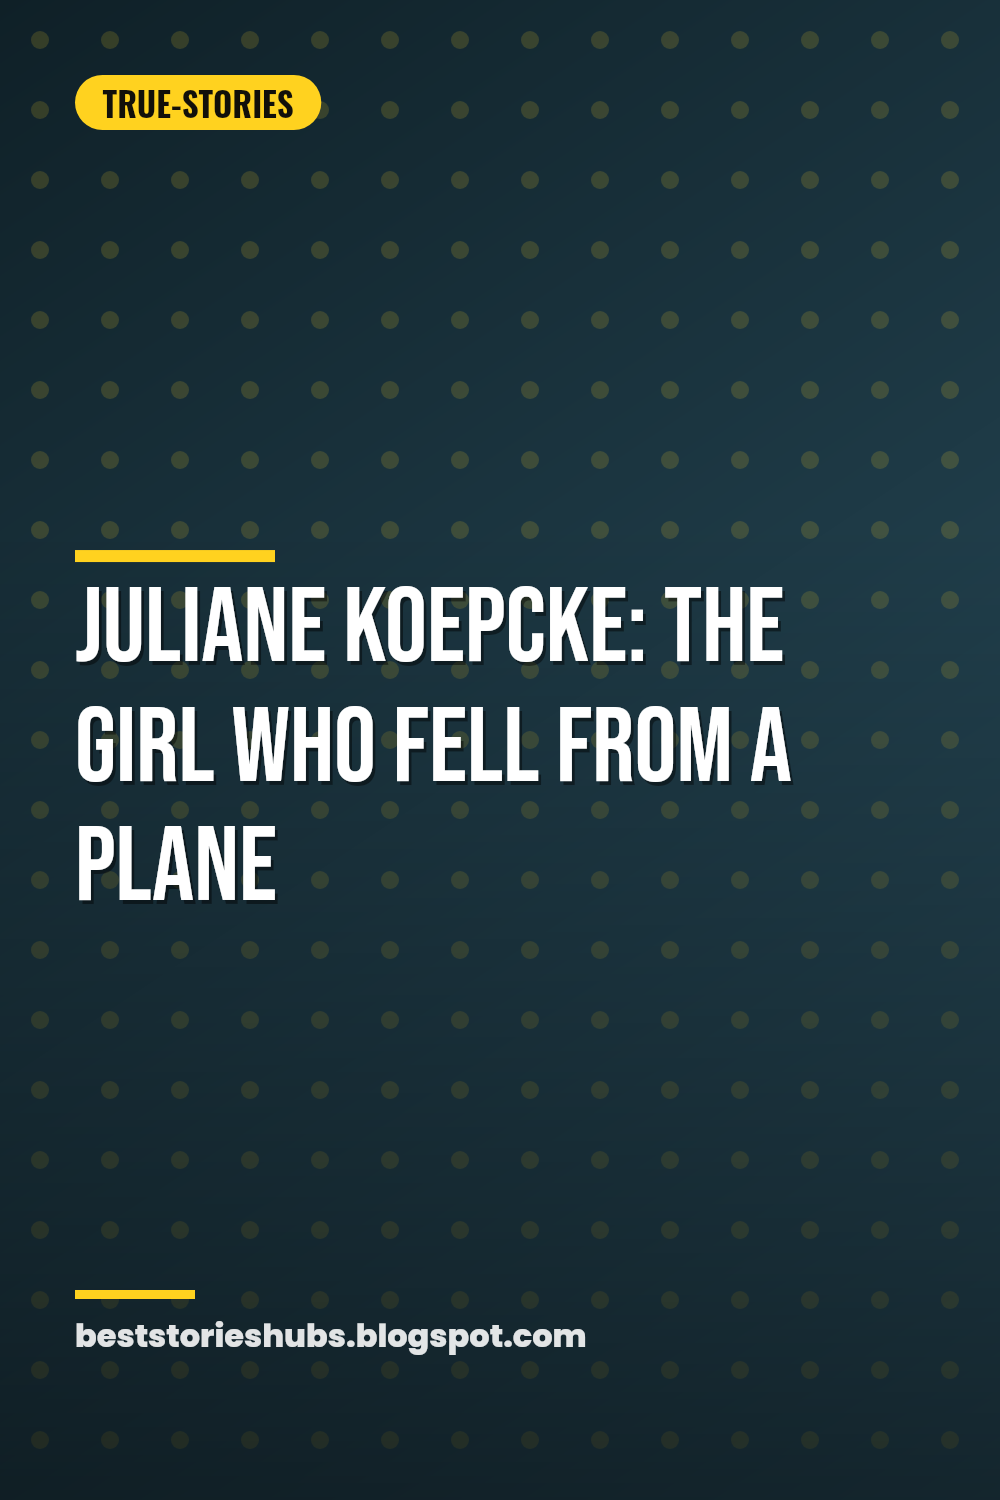 TRUE-STORIES
JULIANE KOEPCKE: THE
GIRL WHO FELL FROM A
PLANE
beststorieshubs.blogspot.com